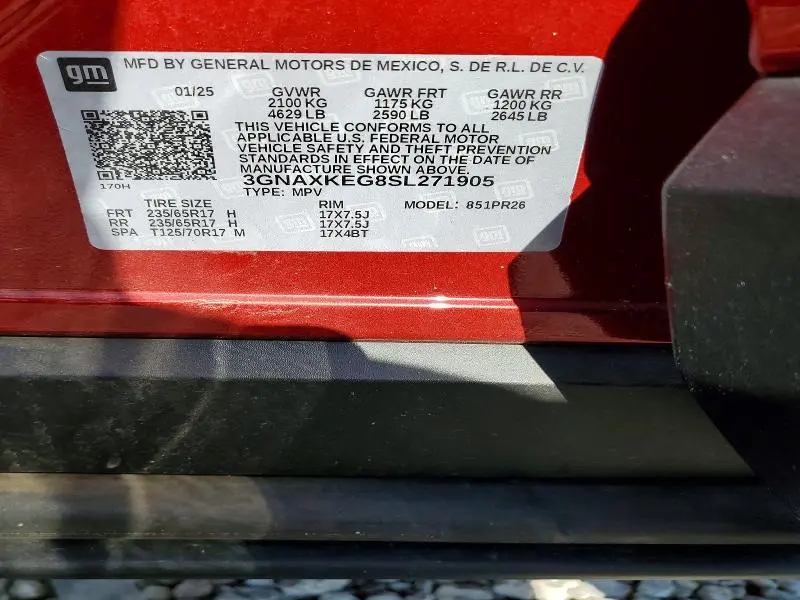 gm
MFD BY GENERAL MOTORS DE MEXICO, S. DE R.L. DE C.V.
01/25 GVWR GAWR FRT GAWR RR
2100 KG 1175 KG 1200 KG
4629 LB 2590 LB 2645 LB
THIS VEHICLE CONFORMS TO ALL
APPLICABLE U.S. FEDERAL MOTOR
VEHICLE SAFETY AND THEFT PREVENTION
STANDARDS IN EFFECT ON THE DATE OF
MANUFACTURE SHOWN ABOVE.
170H
3GNAXKEG8SL271905
TYPE: MPV MODEL: 851PR26
TIRE SIZE RIM
FRT 235/65R17 H 17X7.5J
RR 235/65R17 H 17X7.5J
SPA T125/70R17 M 17X4BT